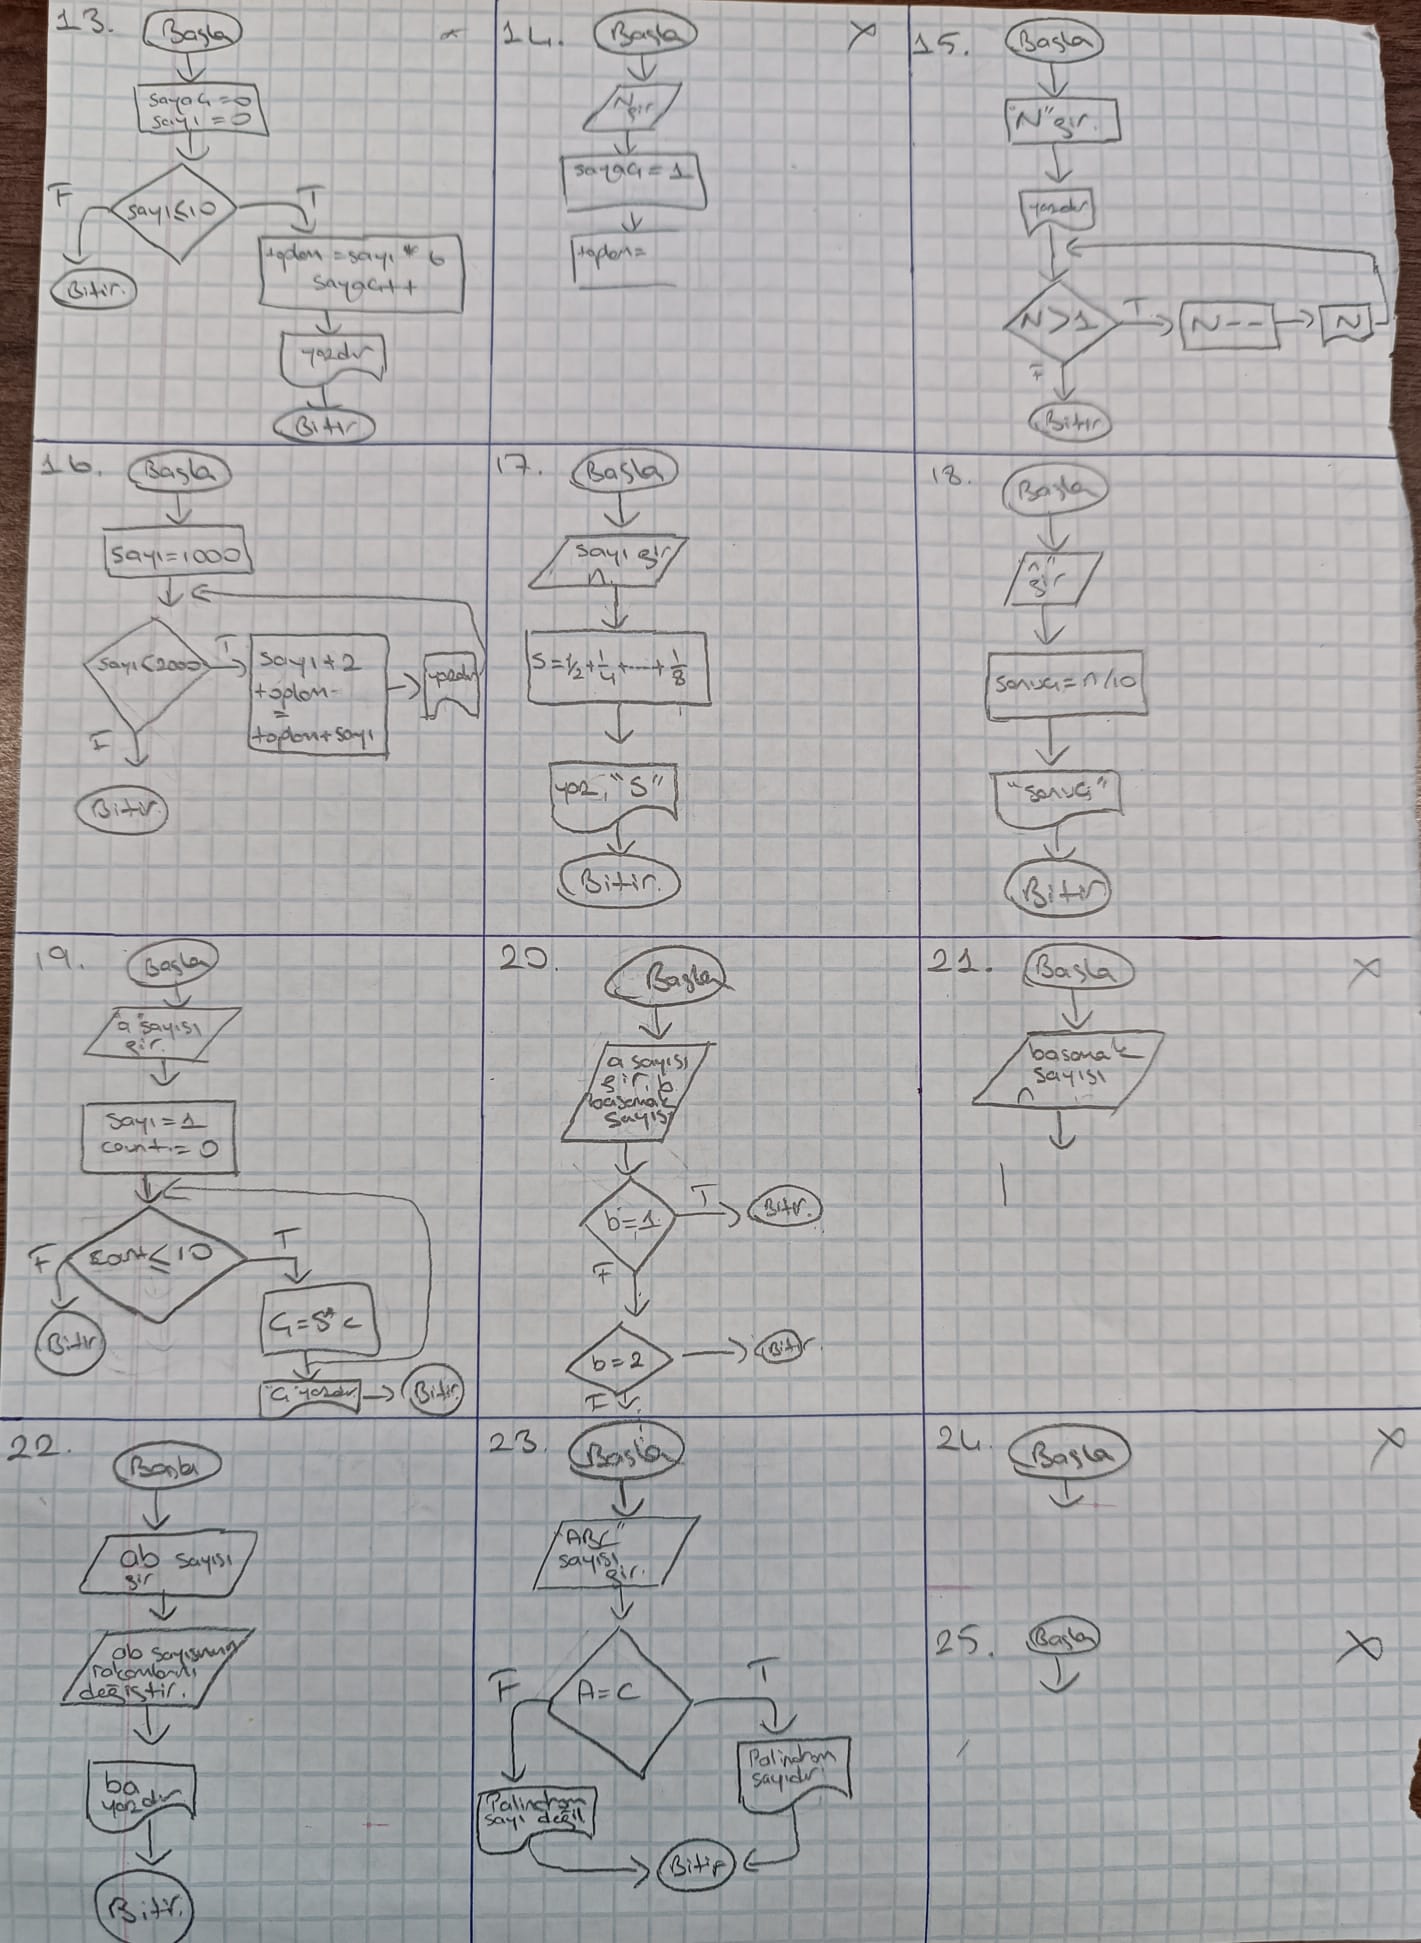 13.
Başla
sayaç=0
sayı=0
sayı≤10
F
T
Bitir.
toplam=sayı*6
sayaç++
yazdır
Bitir
14.
X
Başla
N gir
sayaç=1
toplam=
15.
Başla
"N" gir.
yazdır
N>1
T
N--
N
F
Bitir
16.
Başla
Sayı=1000
sayı<2000
T
Sayı+2
toplam
=
toplam+sayı
yazdır
F
Bitir
17.
Başla
sayı gir
n
S=1/2+1/4+....+1/8
yaz, "S"
Bitir.
18.
Başla
"n"
gir
sonuç=n/10
"Sonuç"
Bitir
19.
Başla
"a" sayısı
gir.
Sayı=1
count=0
count≤10
F
T
Bitir
Ç=S*c
"Ç" yazdır
Bitir
20.
Başla
a sayısı
gir, b
basamak
sayısı
b=1
T
Bitir.
F
b=2
Bitir.
F
21.
X
Başla
basamak
sayısı
n
22.
Başla
ab sayısı
gir
ab sayısının
rakamlarını
değiştir.
ba
yazdır
Bitir.
23.
Başla
"ABC"
sayısı
gir.
A=C
F
T
Palindrom
sayı değil
Palindrom
sayıdır.
Bitir
24.
X
Başla
25.
X
Başla